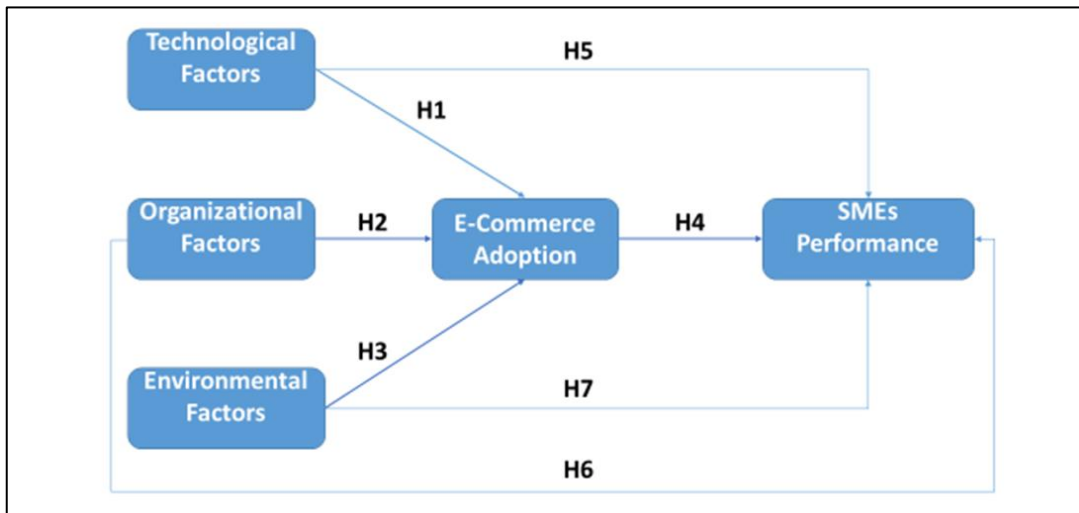 Technological
Factors
H5
H1
Organizational
Factors
H2
E-Commerce
Adoption
H4
SMEs
Performance
H3
Environmental
Factors
H7
H6